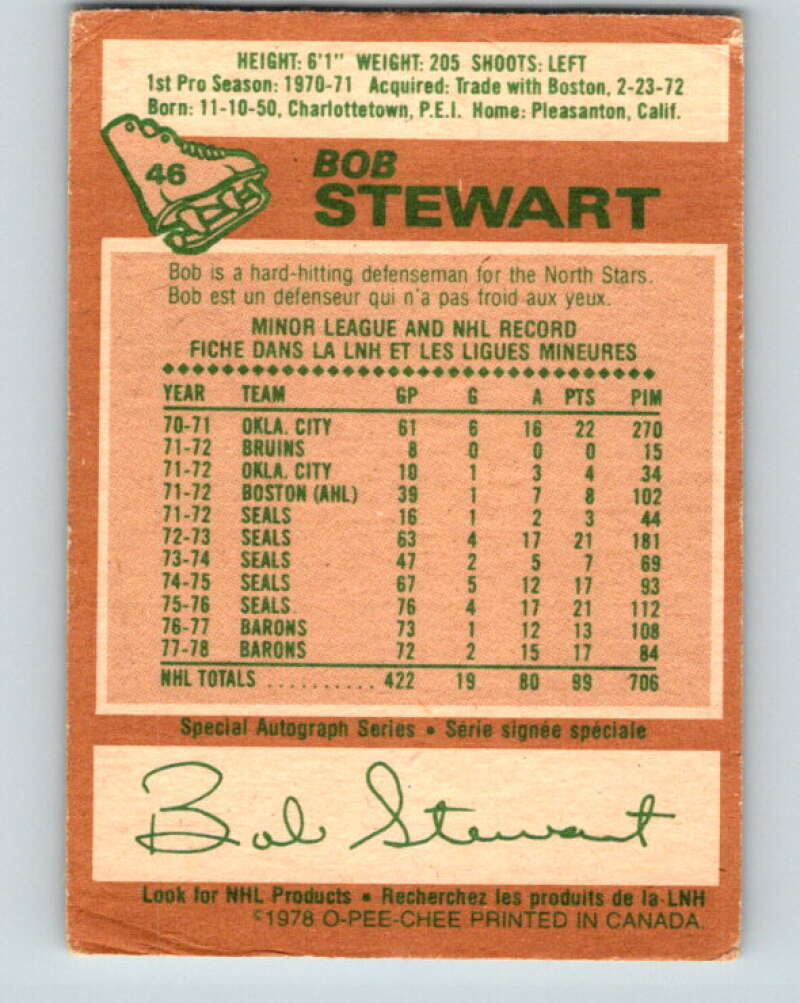 HEIGHT: 6'1" WEIGHT: 205 SHOOTS: LEFT
1st Pro Season: 1970-71 Acquired: Trade with Boston, 2-23-72
Born: 11-10-50, Charlottetown, P.E.I. Home: Pleasanton, Calif.
46
BOB
STEWART
Bob is a hard-hitting defenseman for the North Stars.
Bob est un défenseur qui n'a pas froid aux yeux.
MINOR LEAGUE AND NHL RECORD
FICHE DANS LA LNH ET LES LIGUES MINEURES
YEAR TEAM GP G A PTS PIM
70-71 OKLA. CITY 61 6 16 22 270
71-72 BRUINS 8 0 0 0 15
71-72 OKLA. CITY 10 1 3 4 34
71-72 BOSTON (AHL) 39 1 7 8 102
71-72 SEALS 16 1 2 3 44
72-73 SEALS 63 4 17 21 181
73-74 SEALS 47 2 5 7 69
74-75 SEALS 67 5 12 17 93
75-76 SEALS 76 4 17 21 112
76-77 BARONS 73 1 12 13 108
77-78 BARONS 72 2 15 17 84
NHL TOTALS .......... 422 19 80 99 706
Special Autograph Series • Série signée spéciale
Bob Stewart
Look for NHL Products • Recherchez les produits de la LNH
©1978 O-PEE-CHEE PRINTED IN CANADA.